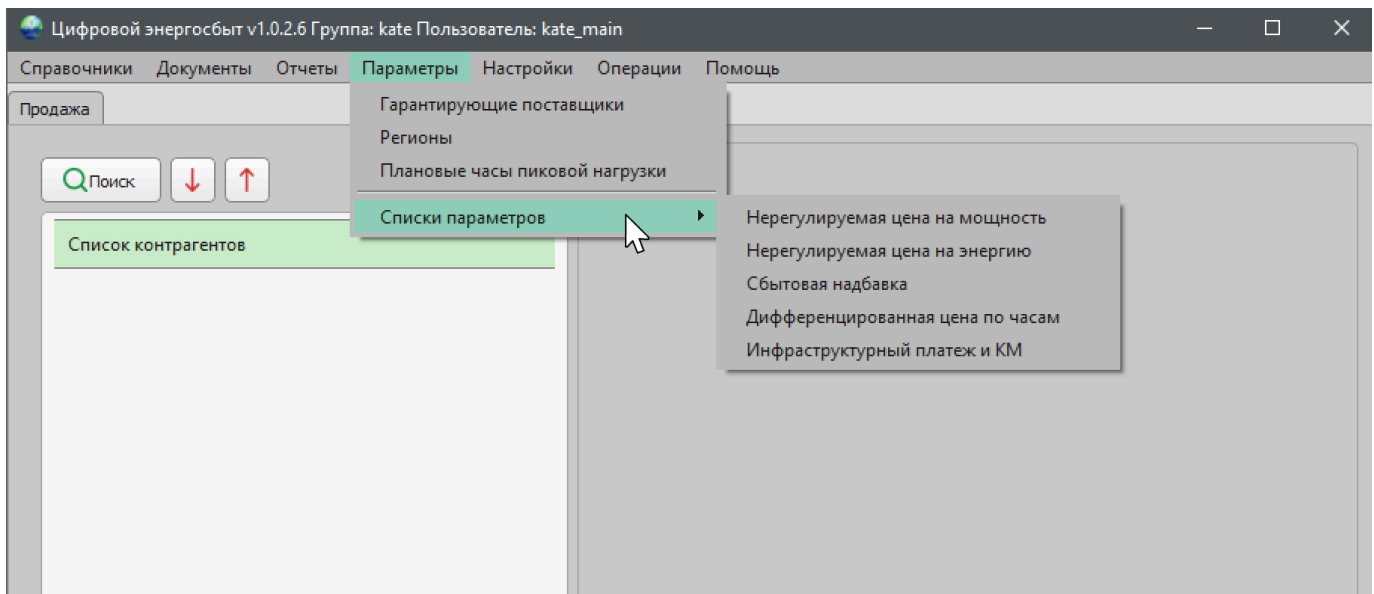 Цифровой энергосбыт v1.0.2.6 Группа: kate Пользователь: kate_main
Справочники Документы Отчеты Параметры Настройки Операции Помощь
Продажа
Гарантирующие поставщики
Регионы
Плановые часы пиковой нагрузки
Поиск
Списки параметров
Список контрагентов
Нерегулируемая цена на мощность
Нерегулируемая цена на энергию
Сбытовая надбавка
Дифференцированная цена по часам
Инфраструктурный платеж и КМ